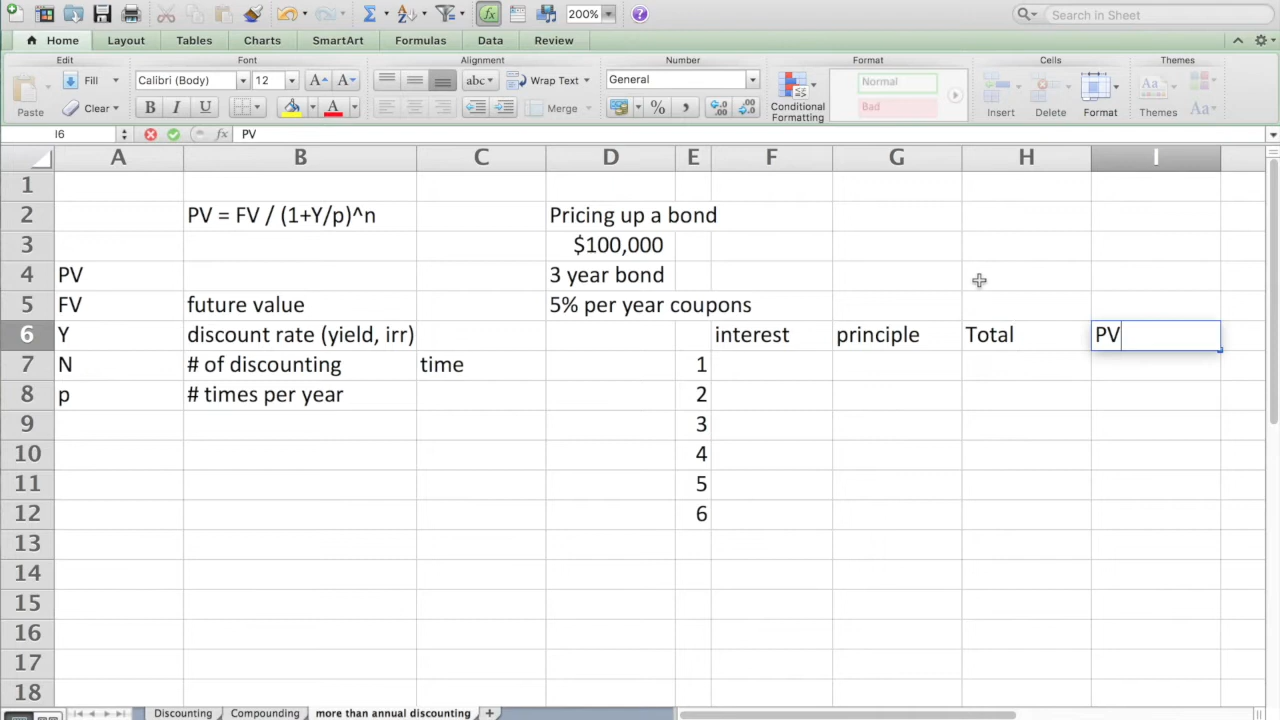 200%
Search in Sheet
Home Layout Tables Charts SmartArt Formulas Data Review
Edit Font Alignment Number Format Cells Themes
Fill Calibri (Body) 12 A A abc Wrap Text General Normal
Paste Clear B I U A Merge % , Conditional Formatting Bad Insert Delete Format Themes Aa
I6 fx PV
A B C D E F G H I
1
2 PV = FV / (1+Y/p)^n Pricing up a bond
3 $100,000
4 PV 3 year bond
5 FV future value 5% per year coupons
6 Y discount rate (yield, irr) interest principle Total PV
7 N # of discounting time 1
8 p # times per year 2
9 3
10 4
11 5
12 6
13
14
15
16
17
18
Discounting Compounding more than annual discounting